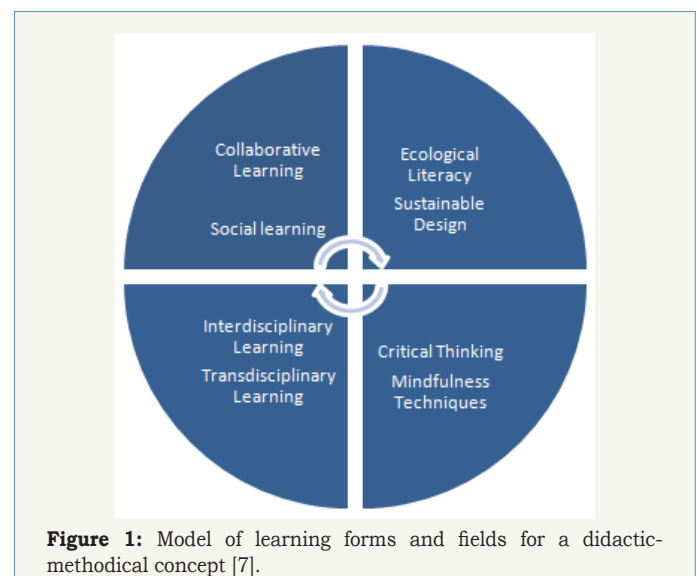 Collaborative
Learning
Social learning
Ecological
Literacy
Sustainable
Design
Interdisciplinary
Learning
Transdisciplinary
Learning
Critical Thinking
Mindfulness
Techniques
Figure 1: Model of learning forms and fields for a didactic-
methodical concept [7].